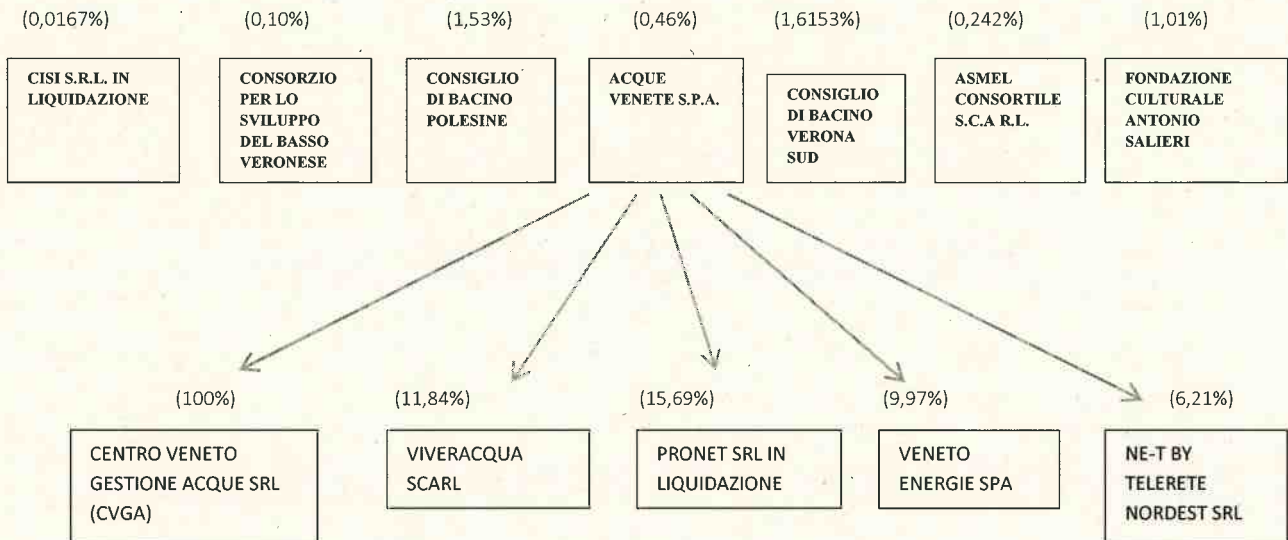 (0,0167%) (0,10%) (1,53%) (0,46%) (1,6153%) (0,242%) (1,01%)
CISI S.R.L. IN
LIQUIDAZIONE
CONSORZIO
PER LO
SVILUPPO
DEL BASSO
VERONESE
CONSIGLIO
DI BACINO
POLESINE
ACQUE
VENETE S.P.A.
CONSIGLIO
DI BACINO
VERONA
SUD
ASMEL
CONSORTILE
S.C.A R.L.
FONDAZIONE
CULTURALE
ANTONIO
SALIERI
(100%) (11,84%) (15,69%) (9,97%) (6,21%)
CENTRO VENETO
GESTIONE ACQUE SRL
(CVGA)
VIVERACQUA
SCARL
PRONET SRL IN
LIQUIDAZIONE
VENETO
ENERGIE SPA
NE-T BY
TELERETE
NORDEST SRL